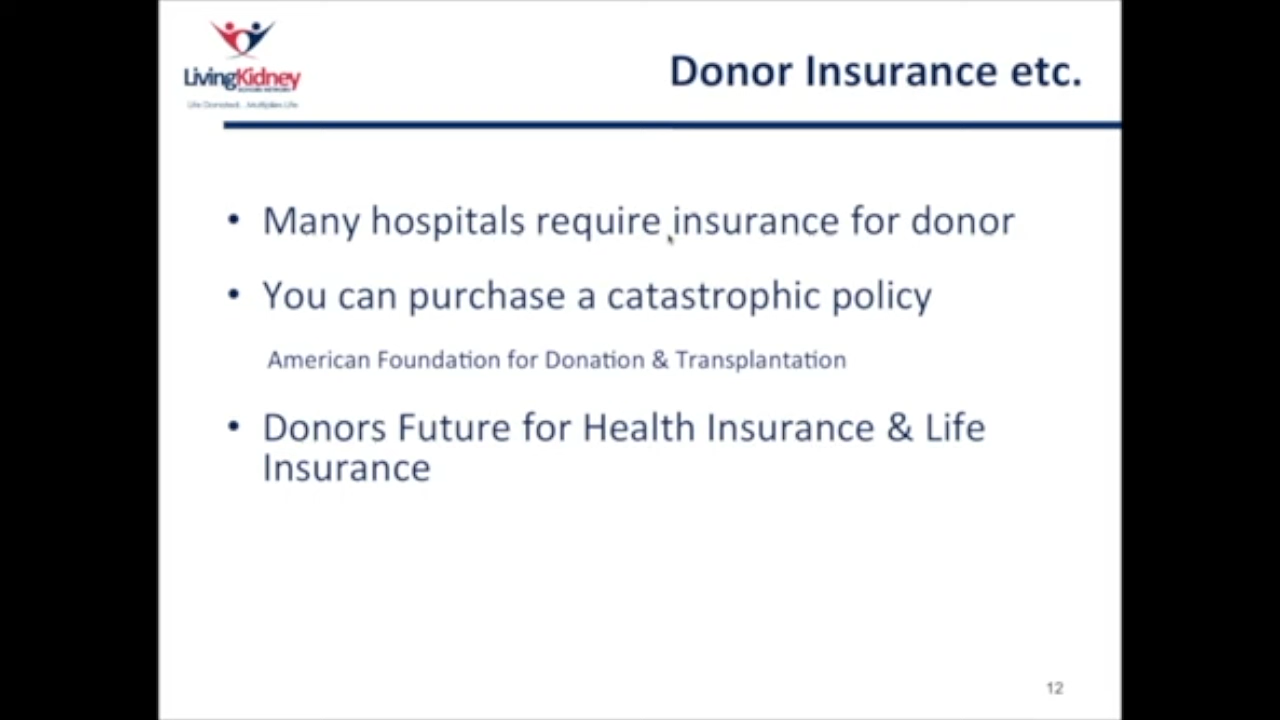 LivingKidney
Donor Insurance etc.
• Many hospitals require insurance for donor
• You can purchase a catastrophic policy
American Foundation for Donation & Transplantation
• Donors Future for Health Insurance & Life
Insurance
12